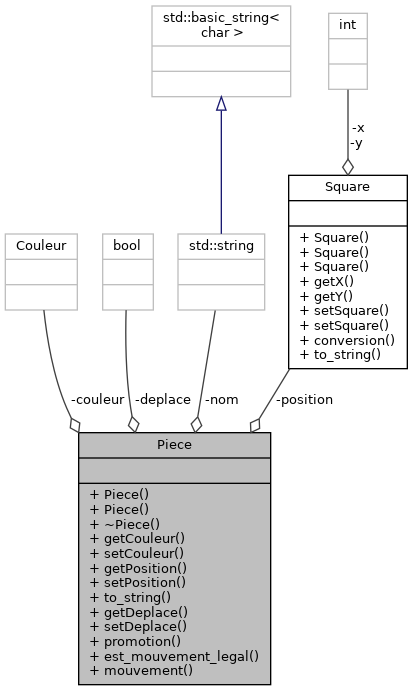 std::basic_string<
char >
int
-x
-y
Square
+ Square()
+ Square()
+ Square()
+ getX()
+ getY()
+ setSquare()
+ setSquare()
+ conversion()
+ to_string()
Couleur
bool
std::string
-couleur
-deplace
-nom
-position
Piece
+ Piece()
+ Piece()
+ ~Piece()
+ getCouleur()
+ setCouleur()
+ getPosition()
+ setPosition()
+ to_string()
+ getDeplace()
+ setDeplace()
+ promotion()
+ est_mouvement_legal()
+ mouvement()